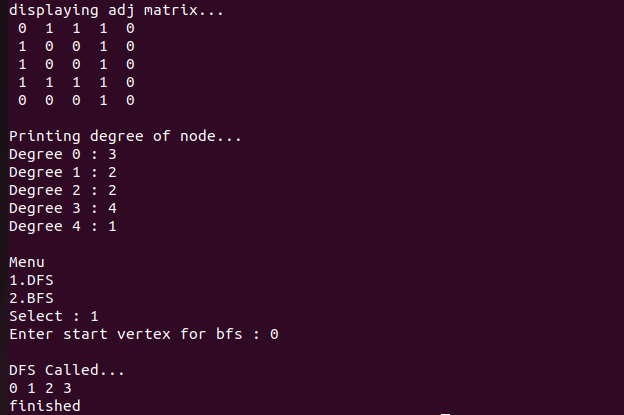 displaying adj matrix...
0 1 1 1 0
1 0 0 1 0
1 0 0 1 0
1 1 1 1 0
0 0 0 1 0
Printing degree of node...
Degree 0 : 3
Degree 1 : 2
Degree 2 : 2
Degree 3 : 4
Degree 4 : 1
Menu
1.DFS
2.BFS
Select : 1
Enter start vertex for bfs : 0
DFS Called...
0 1 2 3
finished